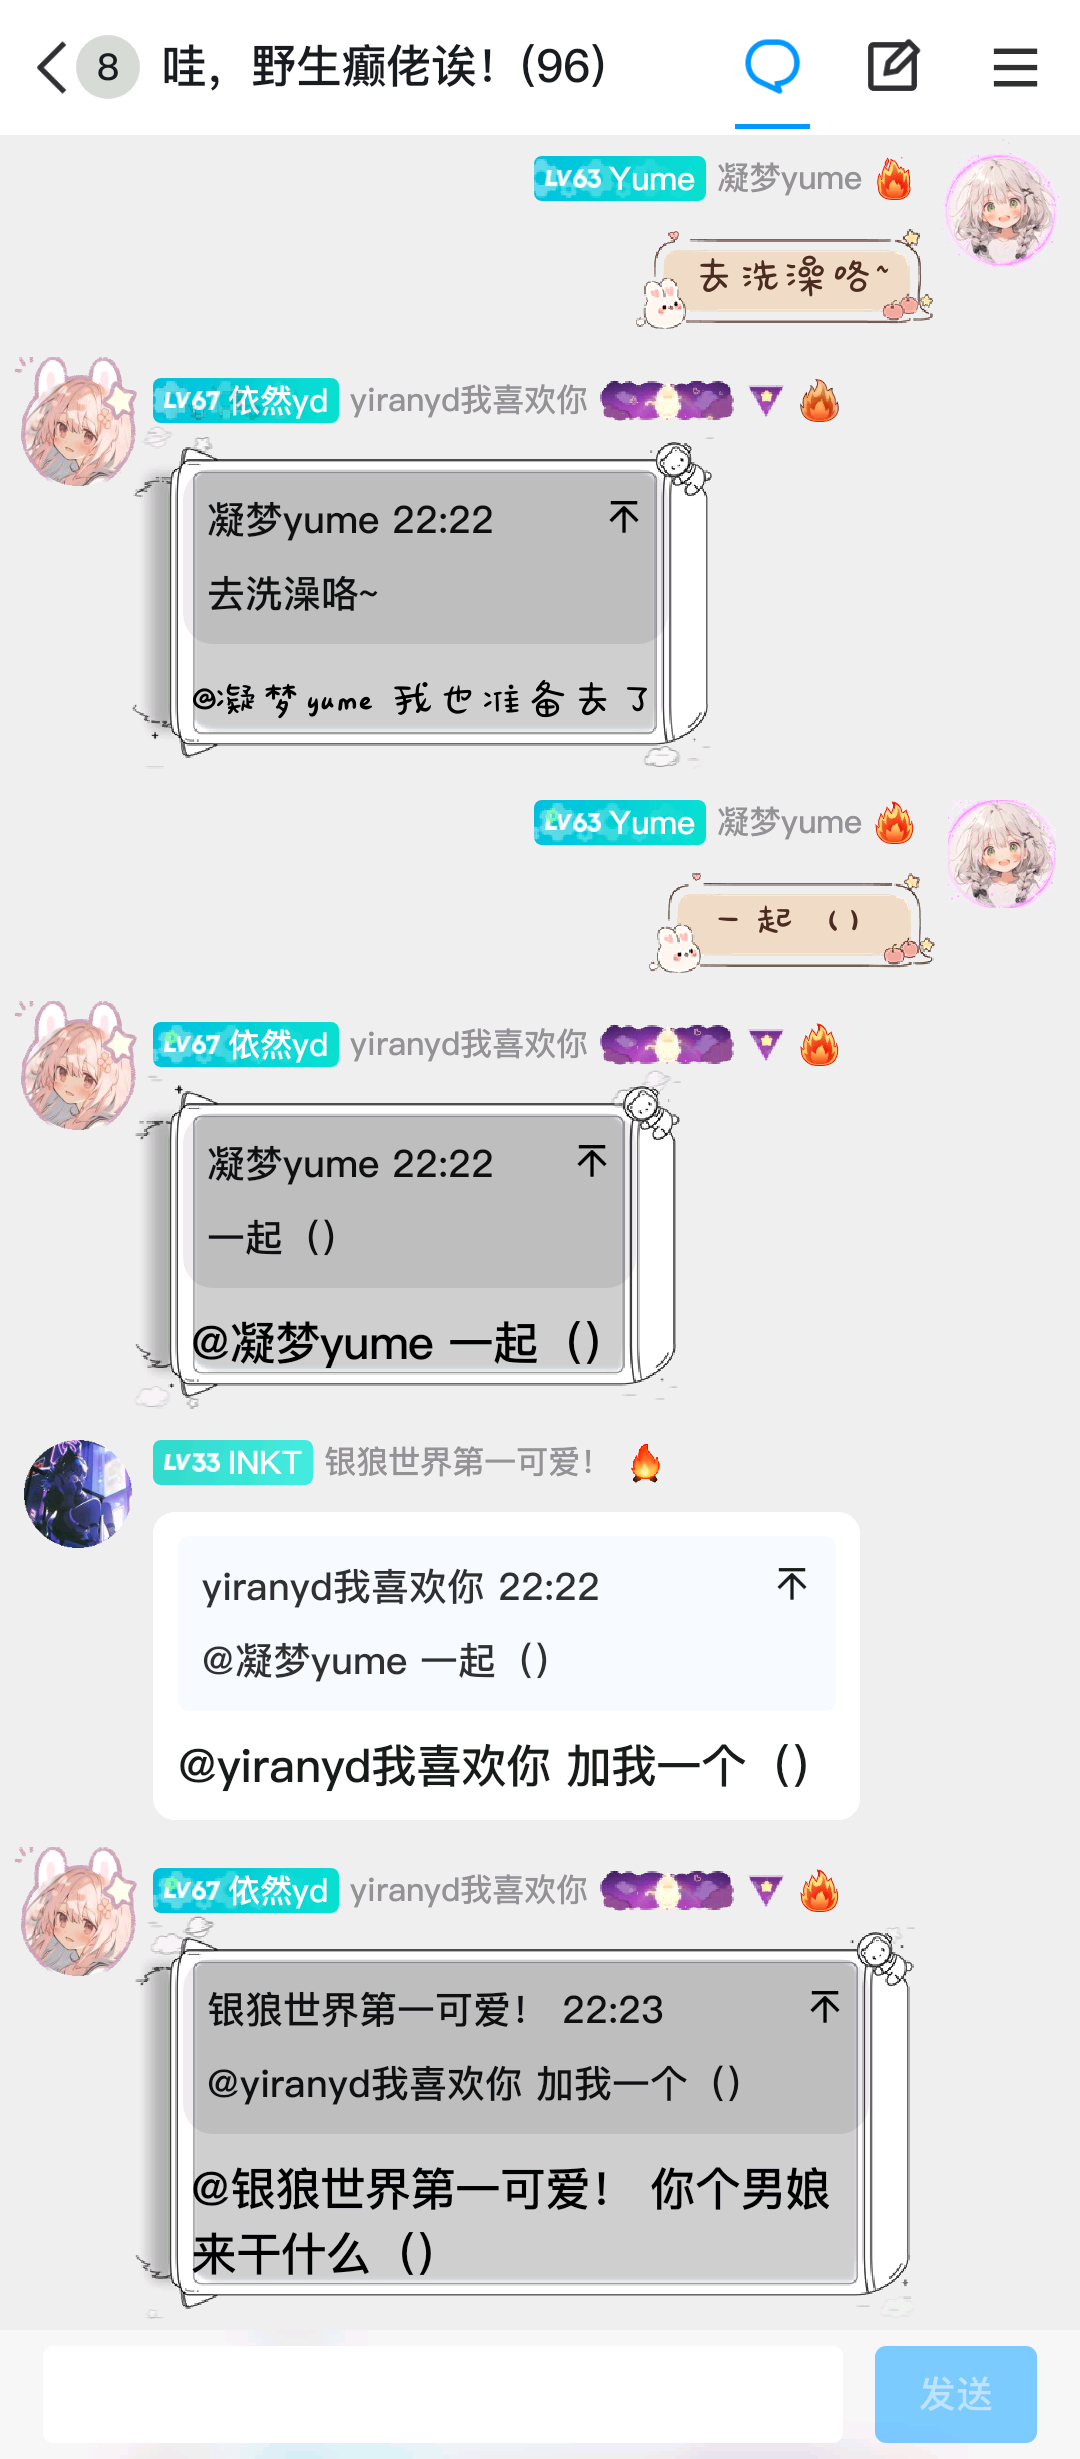 8 哇，野生癫佬诶！(96)
LV63 Yume 凝梦yume
去洗澡咯~
LV67 依然yd yiranyd我喜欢你
凝梦yume 22:22
去洗澡咯~
@凝梦yume 我也准备去了
LV63 Yume 凝梦yume
一起（）
LV67 依然yd yiranyd我喜欢你
凝梦yume 22:22
一起（）
@凝梦yume 一起（）
LV33 INKT 银狼世界第一可爱！
yiranyd我喜欢你 22:22
@凝梦yume 一起（）
@yiranyd我喜欢你 加我一个（）
LV67 依然yd yiranyd我喜欢你
银狼世界第一可爱！ 22:23
@yiranyd我喜欢你 加我一个（）
@银狼世界第一可爱！ 你个男娘
来干什么（）
发送